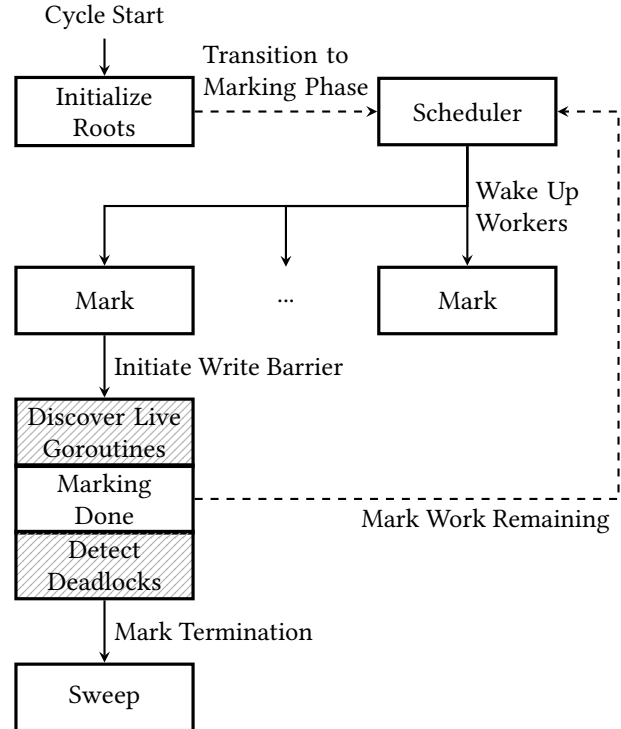 Cycle Start
Initialize
Roots
Transition to
Marking Phase
Scheduler
Wake Up
Workers
Mark
...
Mark
Initiate Write Barrier
Discover Live
Goroutines
Marking
Done
Mark Work Remaining
Detect
Deadlocks
Mark Termination
Sweep